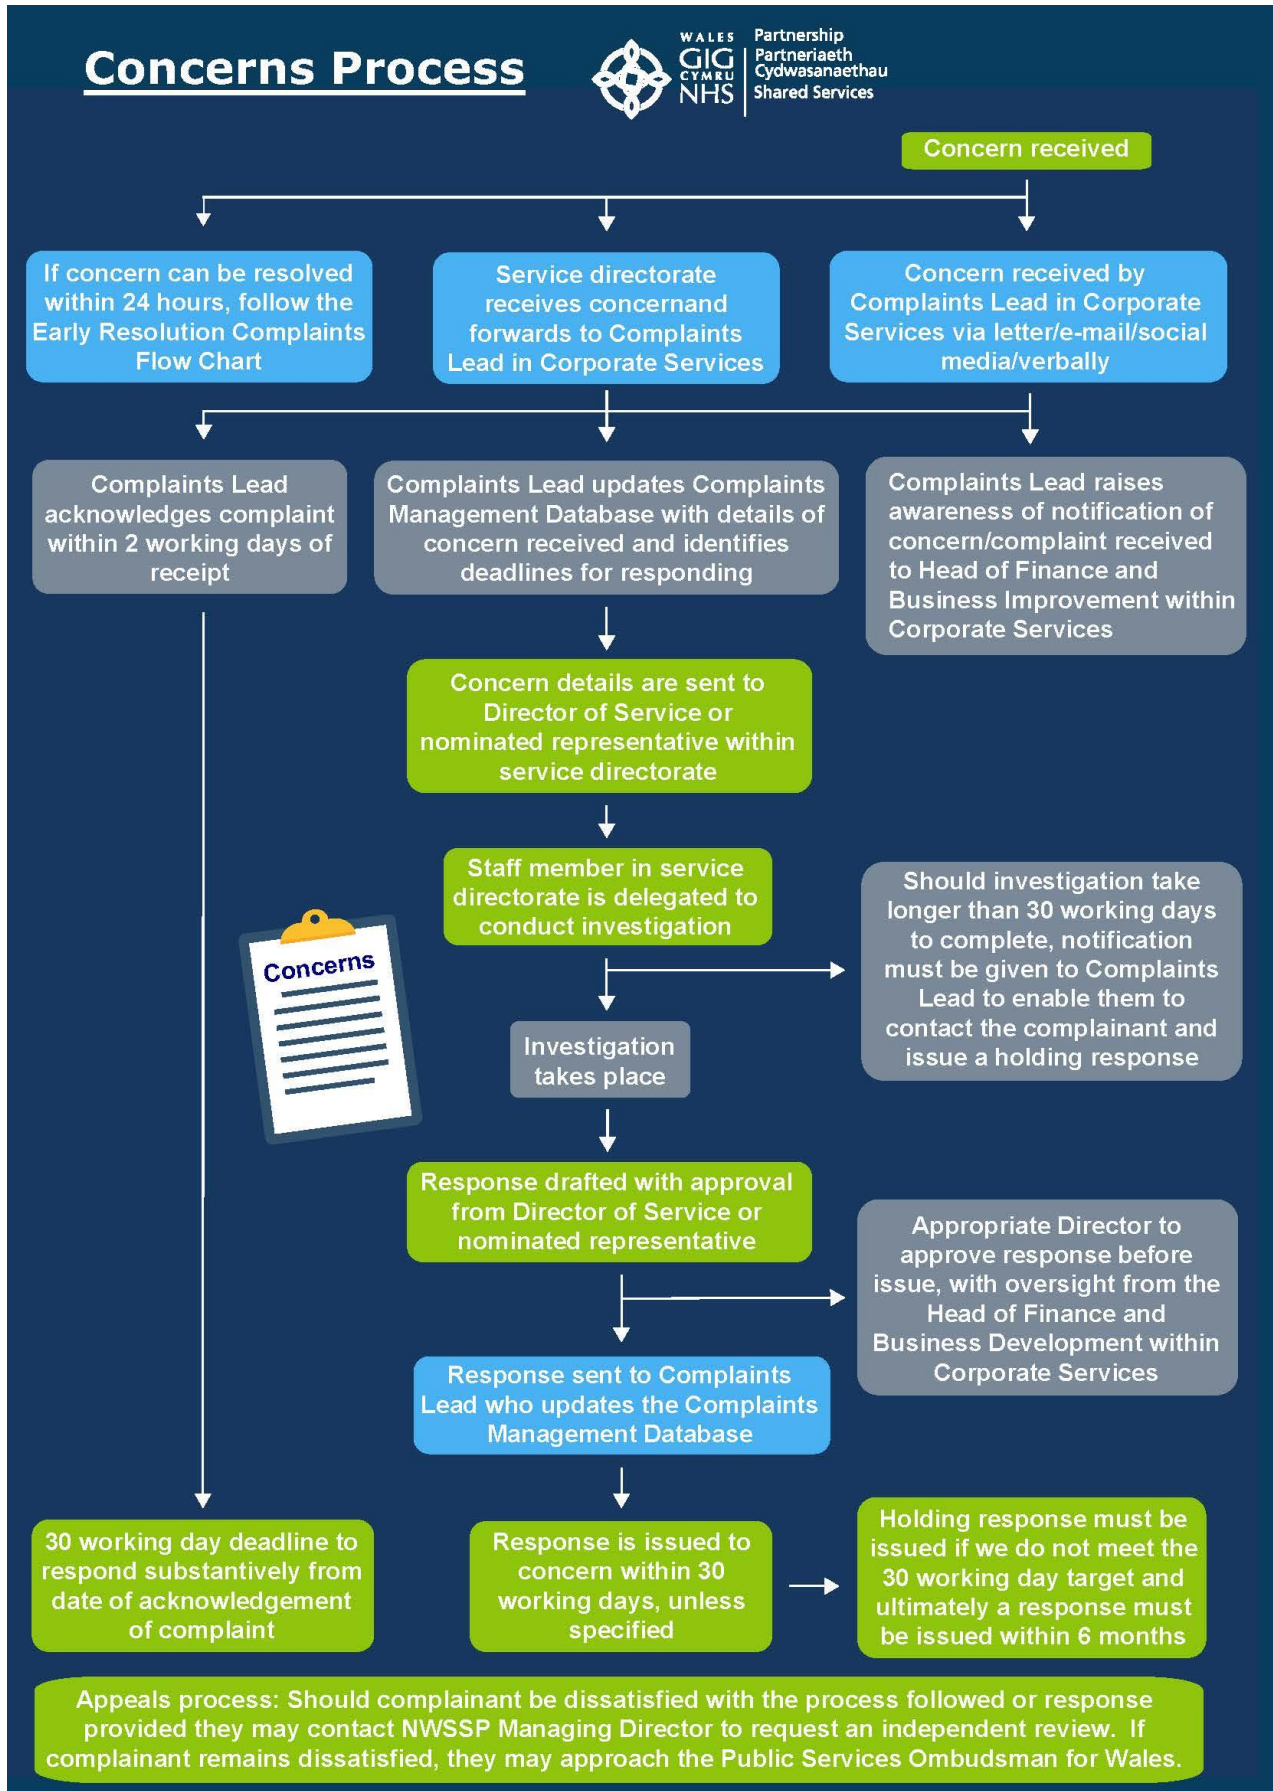 Concerns Process
WALES
GIG
CYMRU
NHS
Partnership
Partneriaeth
Cydwasanaethau
Shared Services
Concern received
If concern can be resolved
within 24 hours, follow the
Early Resolution Complaints
Flow Chart
Service directorate
receives concernand
forwards to Complaints
Lead in Corporate Services
Concern received by
Complaints Lead in Corporate
Services via letter/e-mail/social
media/verbally
Complaints Lead
acknowledges complaint
within 2 working days of
receipt
Complaints Lead updates Complaints
Management Database with details of
concern received and identifies
deadlines for responding
Complaints Lead raises
awareness of notification of
concern/complaint received
to Head of Finance and
Business Improvement within
Corporate Services
Concern details are sent to
Director of Service or
nominated representative within
service directorate
Staff member in service
directorate is delegated to
conduct investigation
Should investigation take
longer than 30 working days
to complete, notification
must be given to Complaints
Lead to enable them to
contact the complainant and
issue a holding response
Concerns
Investigation
takes place
Response drafted with approval
from Director of Service or
nominated representative
Appropriate Director to
approve response before
issue, with oversight from the
Head of Finance and
Business Development within
Corporate Services
Response sent to Complaints
Lead who updates the Complaints
Management Database
30 working day deadline to
respond substantively from
date of acknowledgement
of complaint
Response is issued to
concern within 30
working days, unless
specified
Holding response must be
issued if we do not meet the
30 working day target and
ultimately a response must
be issued within 6 months
Appeals process: Should complainant be dissatisfied with the process followed or response
provided they may contact NWSSP Managing Director to request an independent review.  If
complainant remains dissatisfied, they may approach the Public Services Ombudsman for Wales.